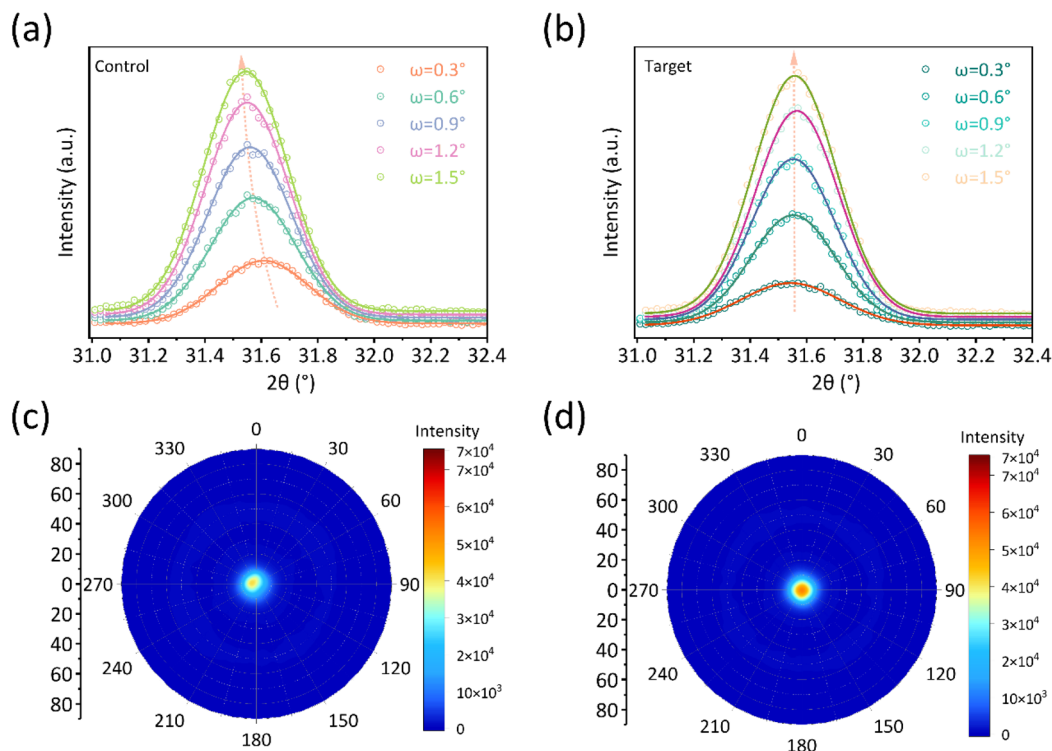 (a)
Control
ω=0.3°
ω=0.6°
ω=0.9°
ω=1.2°
ω=1.5°
Intensity (a.u.)
31.0 31.2 31.4 31.6 31.8 32.0 32.2 32.4
2θ (°)
(b)
Target
ω=0.3°
ω=0.6°
ω=0.9°
ω=1.2°
ω=1.5°
Intensity (a.u.)
31.0 31.2 31.4 31.6 31.8 32.0 32.2 32.4
2θ (°)
(c)
80
60
40
20
0
20
40
60
80
0
30
60
90
120
150
180
210
240
270
300
330
Intensity
7×10⁴
7×10⁴
6×10⁴
5×10⁴
4×10⁴
3×10⁴
2×10⁴
10×10³
0
(d)
80
60
40
20
0
20
40
60
80
0
30
60
90
120
150
180
210
240
270
300
330
Intensity
7×10⁴
7×10⁴
6×10⁴
5×10⁴
4×10⁴
3×10⁴
2×10⁴
10×10³
0